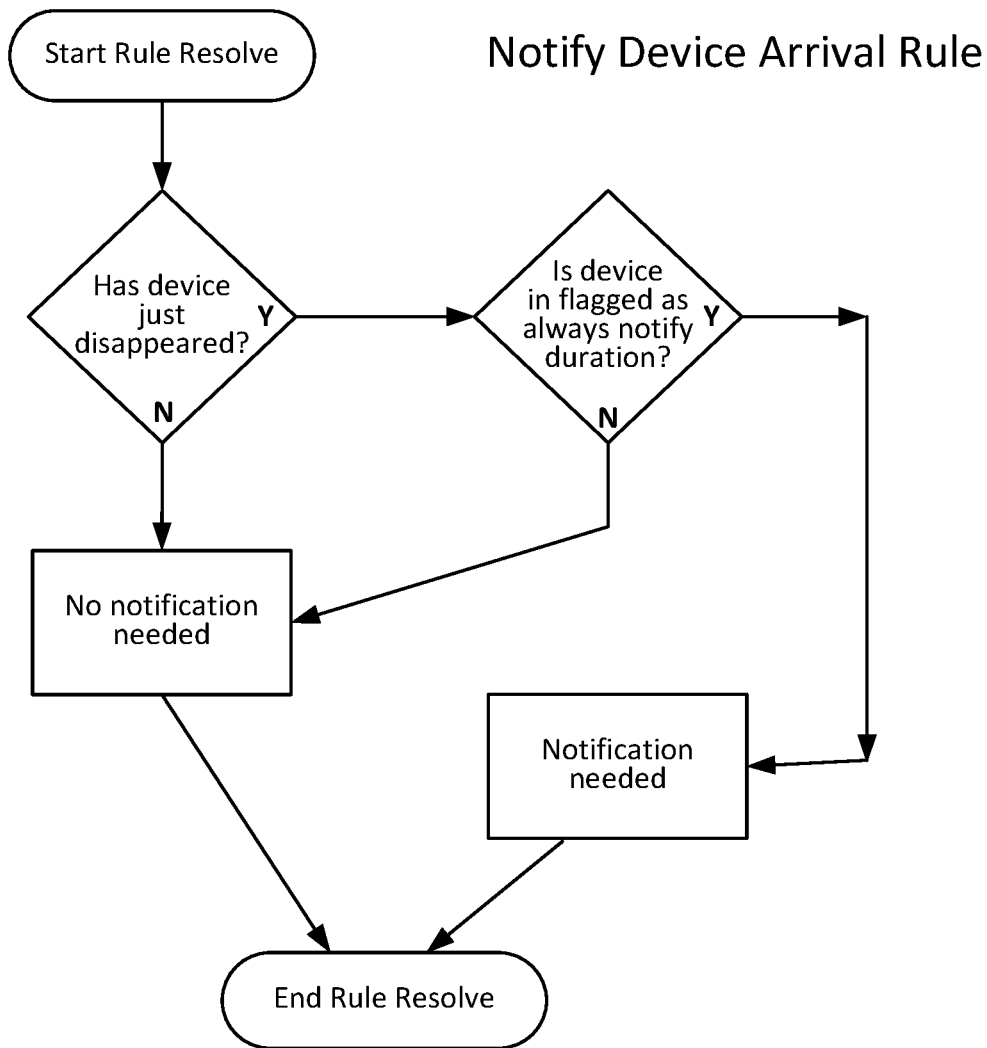 Start Rule Resolve
Notify Device Arrival Rule
Has device
just
disappeared?
Y
N
Is device
in flagged as
always notify
duration?
Y
N
No notification
needed
Notification
needed
End Rule Resolve